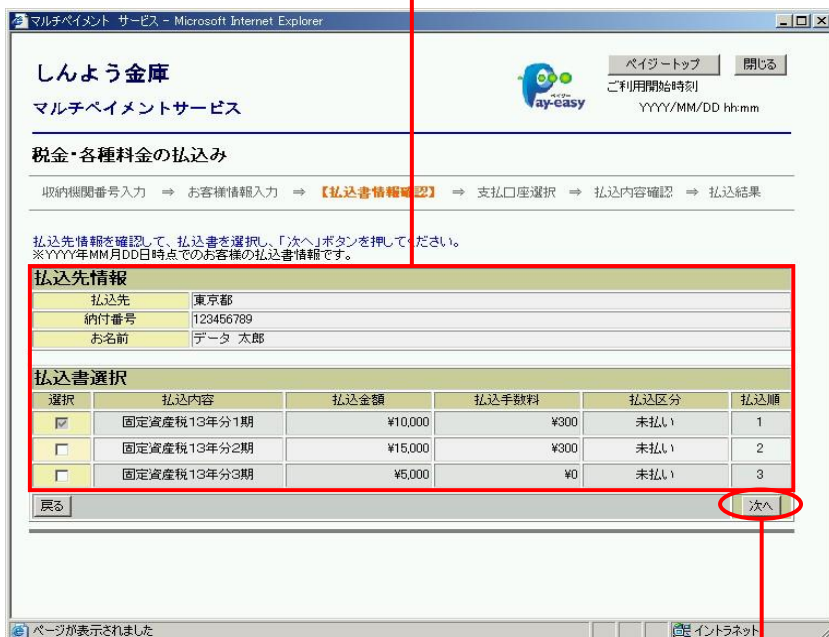 マルチペイメント サービス - Microsoft Internet Explorer
しんよう金庫
マルチペイメントサービス
ペイジー
Pay-easy
ペイジートップ 閉じる
ご利用開始時刻
YYYY/MM/DD hh:mm
税金・各種料金の払込み
収納機関番号入力 ⇒ お客様情報入力 ⇒ 【払込書情報確認】 ⇒ 支払口座選択 ⇒ 払込内容確認 ⇒ 払込結果
払込先情報を確認して、払込書を選択し、「次へ」ボタンを押してください。
※YYYY年MM月DD日時点でのお客様の払込書情報です。
払込先情報
払込先 東京都
納付番号 123456789
お名前 データ 太郎
払込書選択
選択 払込内容 払込金額 払込手数料 払込区分 払込順
固定資産税13年分1期 ¥10,000 ¥300 未払い 1
固定資産税13年分2期 ¥15,000 ¥300 未払い 2
固定資産税13年分3期 ¥5,000 ¥0 未払い 3
戻る 次へ
ページが表示されました イントラネット